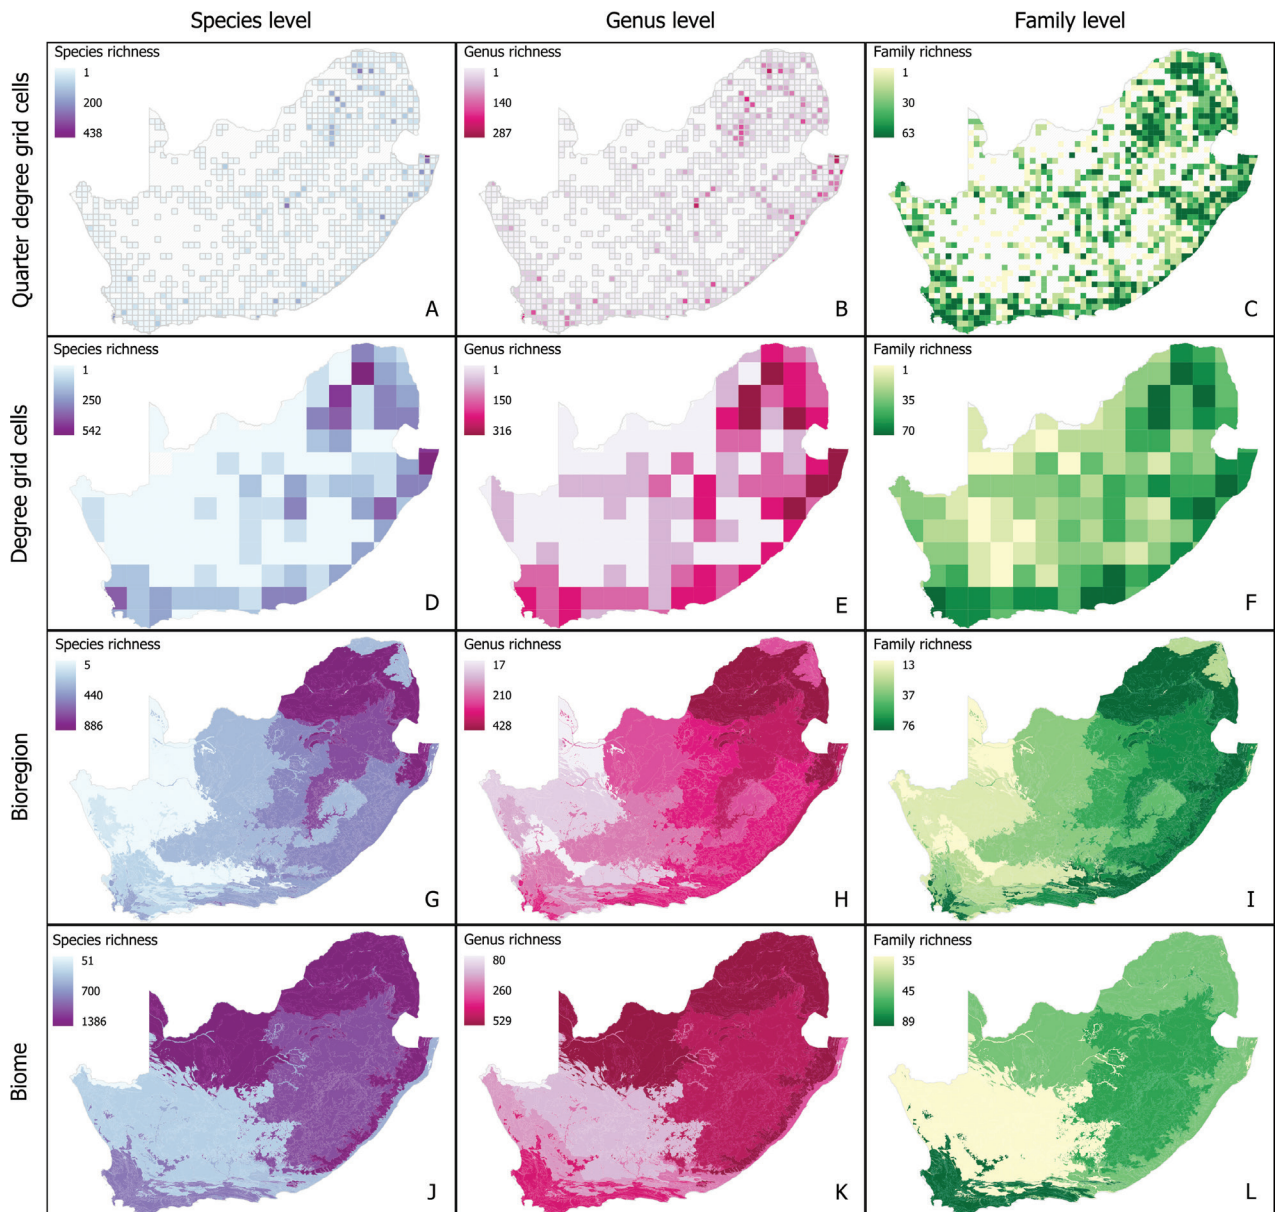 Species level
Genus level
Family level
Quarter degree grid cells
Species richness
1
200
438
A
Genus richness
1
140
287
B
Family richness
1
30
63
C
Degree grid cells
Species richness
1
250
542
D
Genus richness
1
150
316
E
Family richness
1
35
70
F
Bioregion
Species richness
5
440
886
G
Genus richness
17
210
428
H
Family richness
13
37
76
I
Biome
Species richness
51
700
1386
J
Genus richness
80
260
529
K
Family richness
35
45
89
L